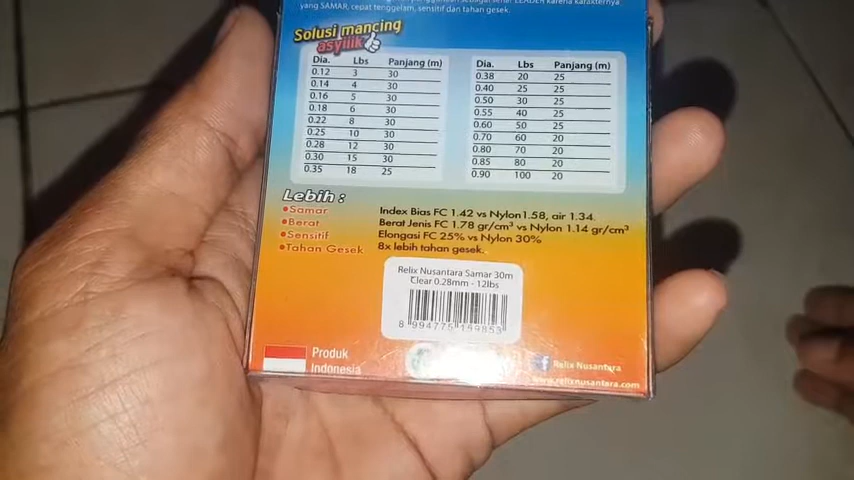 yang SAMAR, cepat tenggelam, sensitif dan tahan gesek.
Solusi mancing
asyiiik
Dia. Lbs Panjang (m)
0.12 3 30
0.14 4 30
0.16 5 30
0.18 6 30
0.22 8 30
0.25 10 30
0.28 12 30
0.30 15 30
0.35 18 25
Dia. Lbs Panjang (m)
0.38 20 25
0.40 25 25
0.50 30 25
0.55 40 25
0.60 50 25
0.70 60 20
0.80 70 20
0.85 80 20
0.90 100 20
Lebih :
•Samar Index Bias FC 1.42 vs Nylon1.58, air 1.34.
•Berat Berat Jenis FC 1.78 gr/cm³ vs Nylon 1.14 gr/cm³
•Sensitif Elongasi FC 25% vs Nylon 30%
•Tahan Gesek 8x lebih tahan gesek.
Relix Nusantara Samar 30m
Clear 0.28mm - 12lbs
8 994775 159853
Produk
Indonesia
Relix Nusantara
www.relixnusantara.com